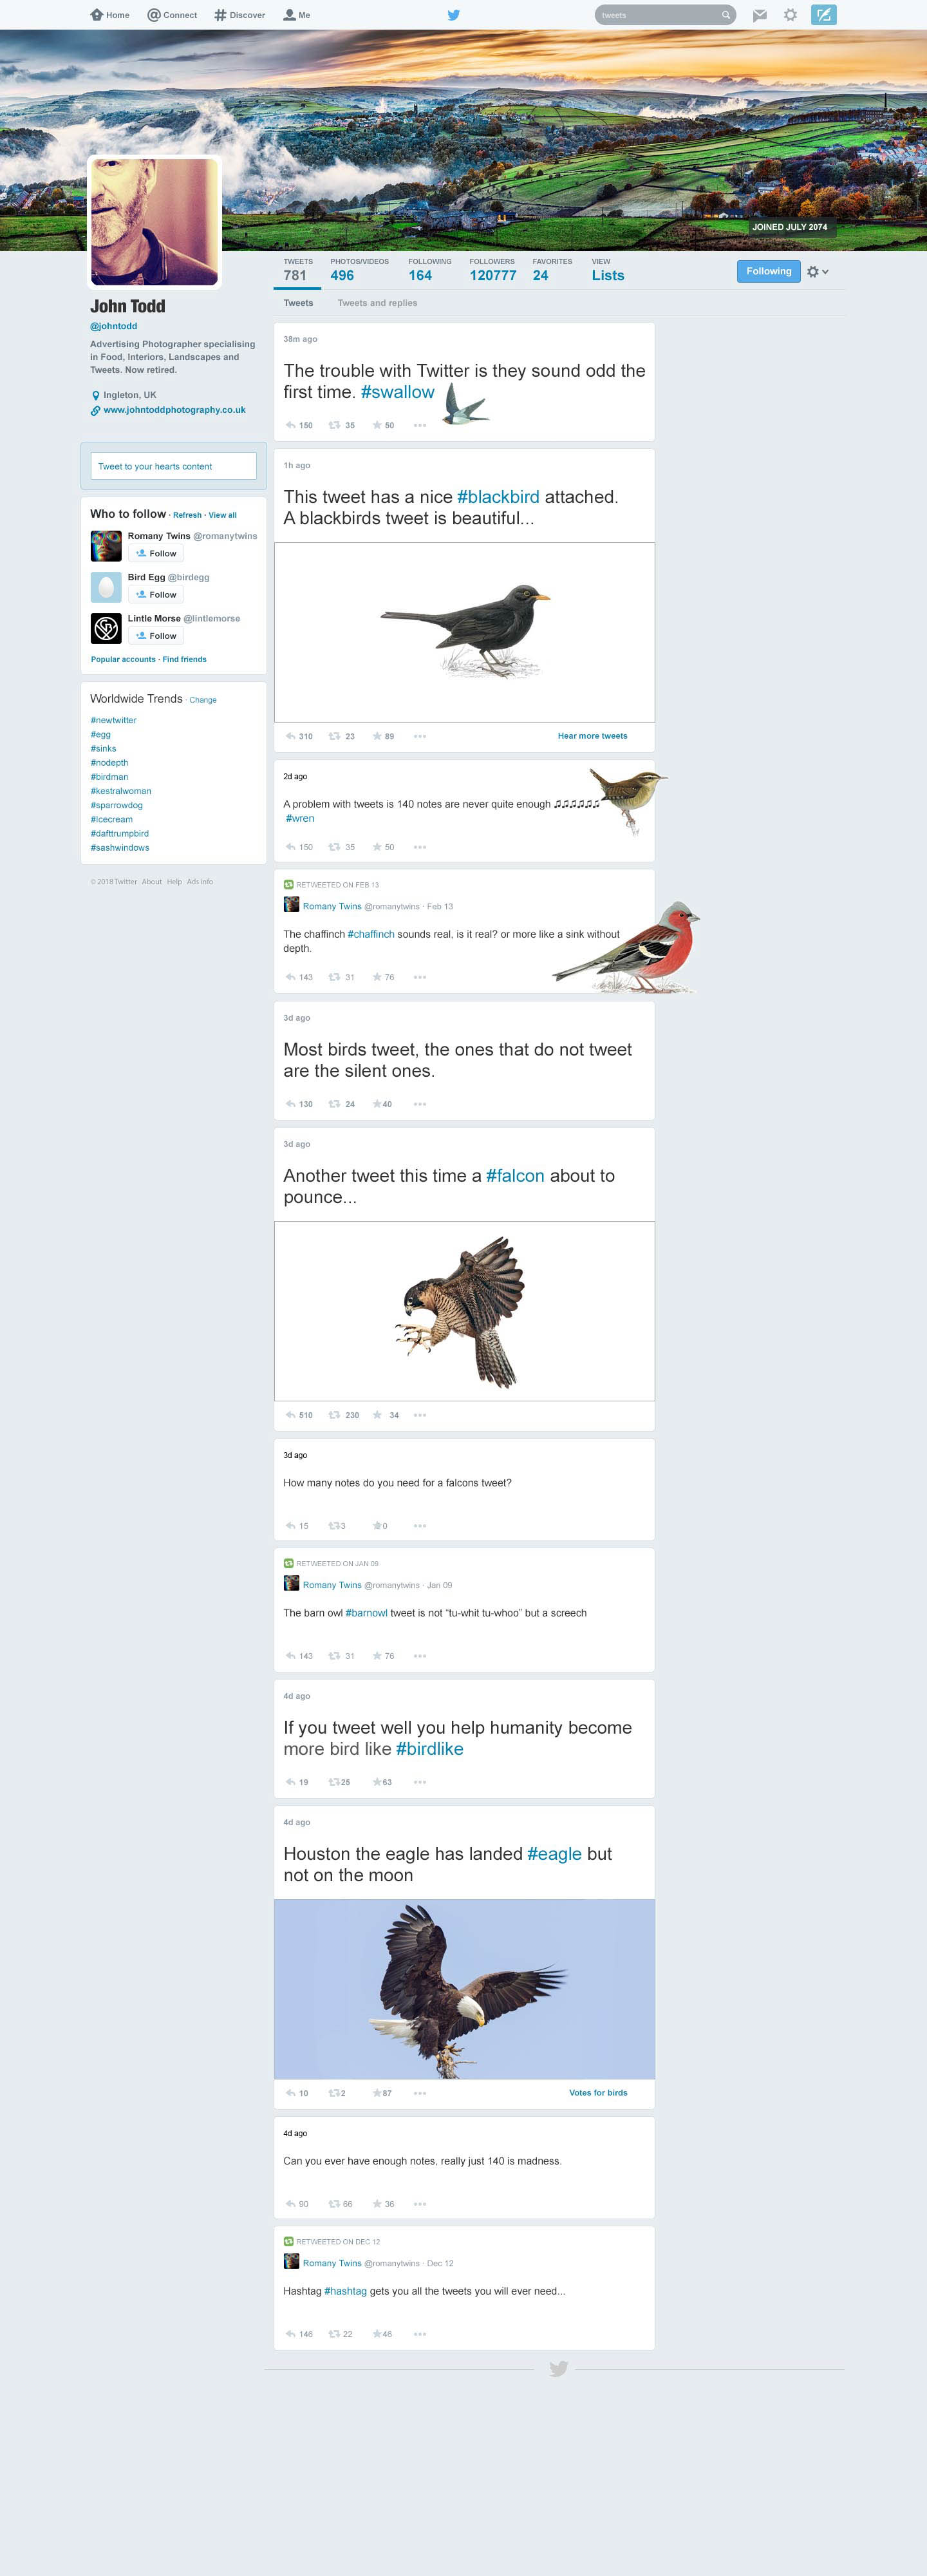 Home Connect Discover Me
tweets
JOINED JULY 2074
TWEETS PHOTOS/VIDEOS FOLLOWING FOLLOWERS FAVORITES VIEW
781 496 164 120777 24 Lists
Following
Tweets Tweets and replies
John Todd
@johntodd
Advertising Photographer specialising
in Food, Interiors, Landscapes and
Tweets. Now retired.
Ingleton, UK
www.johntoddphotography.co.uk
Tweet to your hearts content
Who to follow · Refresh · View all
Romany Twins @romanytwins
Follow
Bird Egg @birdegg
Follow
Lintle Morse @lintlemorse
Follow
Popular accounts · Find friends
Worldwide Trends · Change
#newtwitter
#egg
#sinks
#nodepth
#birdman
#kestralwoman
#sparrowdog
#Icecream
#dafttrumpbird
#sashwindows
© 2018 Twitter About Help Ads info
38m ago
The trouble with Twitter is they sound odd the
first time. #swallow
150 35 50
1h ago
This tweet has a nice #blackbird attached.
A blackbirds tweet is beautiful...
310 23 89 Hear more tweets
2d ago
A problem with tweets is 140 notes are never quite enough ♫♫♫♫♫♫
#wren
150 35 50
RETWEETED ON FEB 13
Romany Twins @romanytwins · Feb 13
The chaffinch #chaffinch sounds real, is it real? or more like a sink without
depth.
143 31 76
3d ago
Most birds tweet, the ones that do not tweet
are the silent ones.
130 24 40
3d ago
Another tweet this time a #falcon about to
pounce...
510 230 34
3d ago
How many notes do you need for a falcons tweet?
15 3 0
RETWEETED ON JAN 09
Romany Twins @romanytwins · Jan 09
The barn owl #barnowl tweet is not “tu-whit tu-whoo” but a screech
143 31 76
4d ago
If you tweet well you help humanity become
more bird like #birdlike
19 25 63
4d ago
Houston the eagle has landed #eagle but
not on the moon
10 2 87 Votes for birds
4d ago
Can you ever have enough notes, really just 140 is madness.
90 66 36
RETWEETED ON DEC 12
Romany Twins @romanytwins · Dec 12
Hashtag #hashtag gets you all the tweets you will ever need...
146 22 46